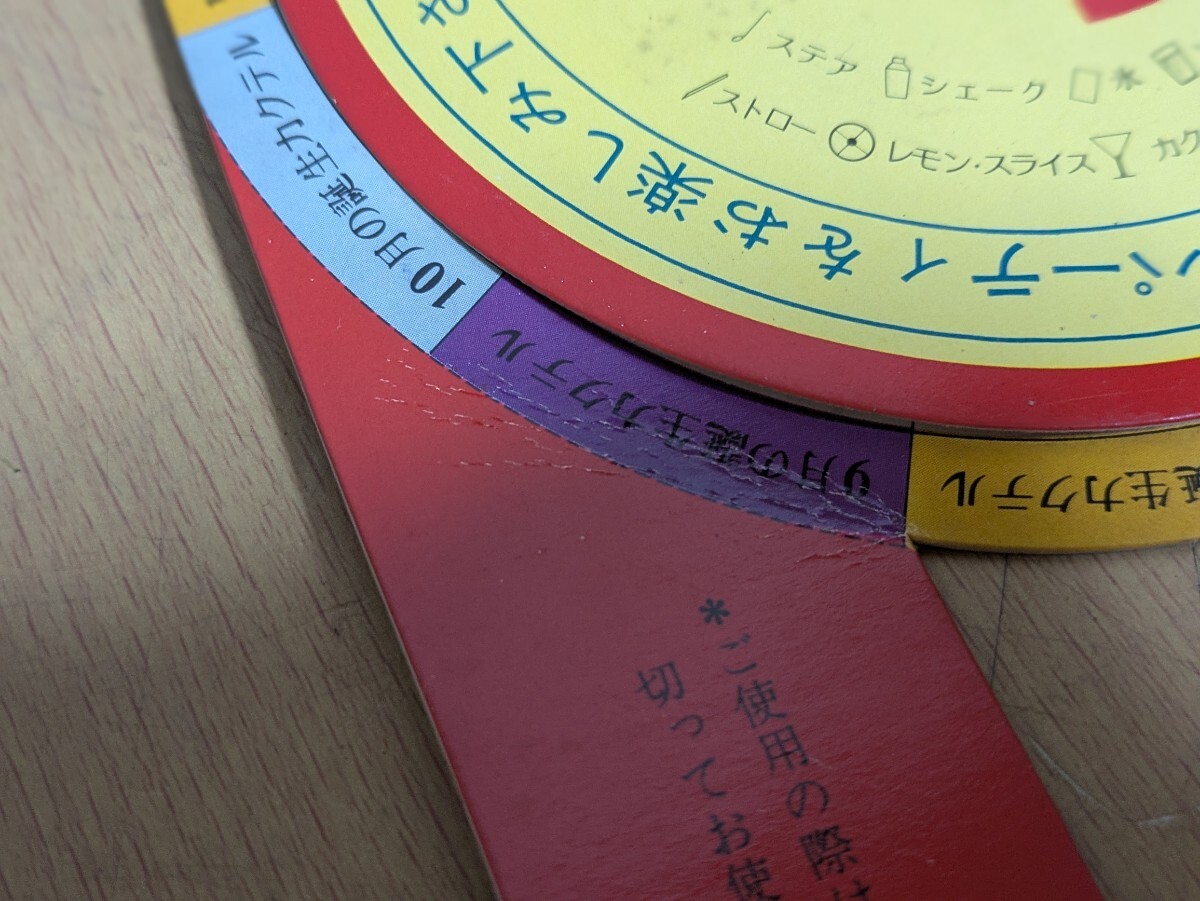 ステア シェーク 氷
ストロー レモン・スライス カク
パーティをお楽しみ下さ
10月の誕生カクテル
9月の誕生カクテル
誕生カクテル
*ご使用の際は
切ってお使